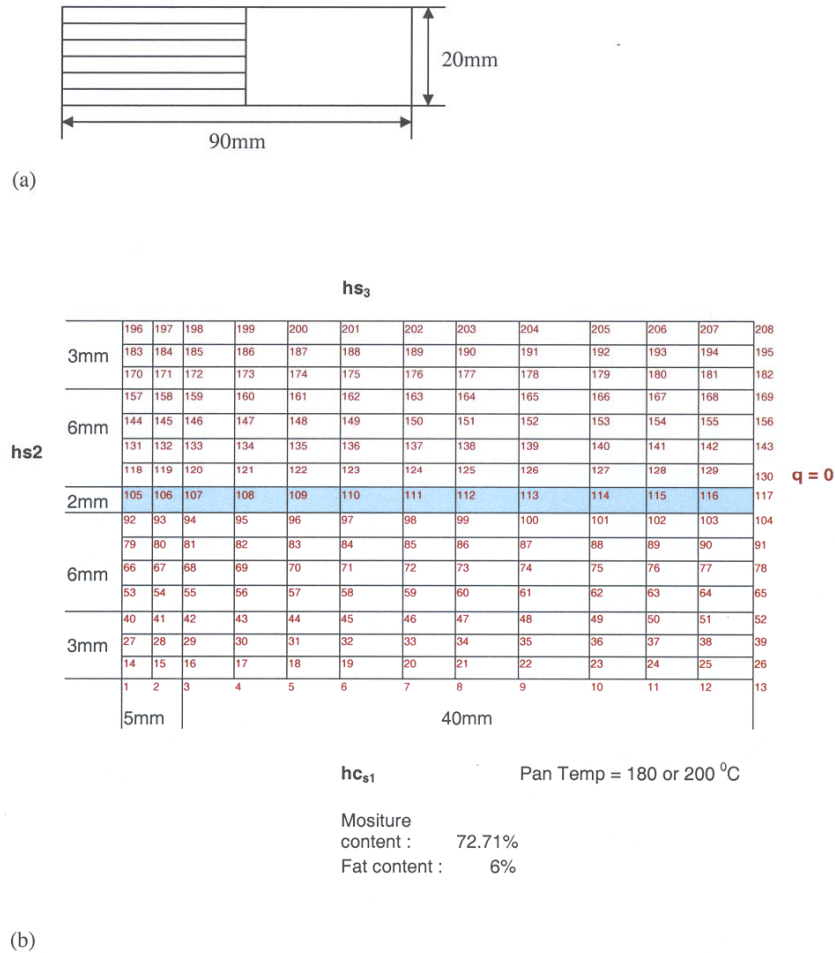 20mm
90mm
(a)
hs3
196 197 198 199 200 201 202 203 204 205 206 207 208
3mm 183 184 185 186 187 188 189 190 191 192 193 194 195
170 171 172 173 174 175 176 177 178 179 180 181 182
157 158 159 160 161 162 163 164 165 166 167 168 169
6mm 144 145 146 147 148 149 150 151 152 153 154 155 156
hs2 131 132 133 134 135 136 137 138 139 140 141 142 143
118 119 120 121 122 123 124 125 126 127 128 129 130 q = 0
2mm 105 106 107 108 109 110 111 112 113 114 115 116 117
92 93 94 95 96 97 98 99 100 101 102 103 104
79 80 81 82 83 84 85 86 87 88 89 90 91
6mm 66 67 68 69 70 71 72 73 74 75 76 77 78
53 54 55 56 57 58 59 60 61 62 63 64 65
40 41 42 43 44 45 46 47 48 49 50 51 52
3mm 27 28 29 30 31 32 33 34 35 36 37 38 39
14 15 16 17 18 19 20 21 22 23 24 25 26
1 2 3 4 5 6 7 8 9 10 11 12 13
5mm 40mm
hcs1 Pan Temp = 180 or 200 ⁰C
Mositure
content : 72.71%
Fat content : 6%
(b)